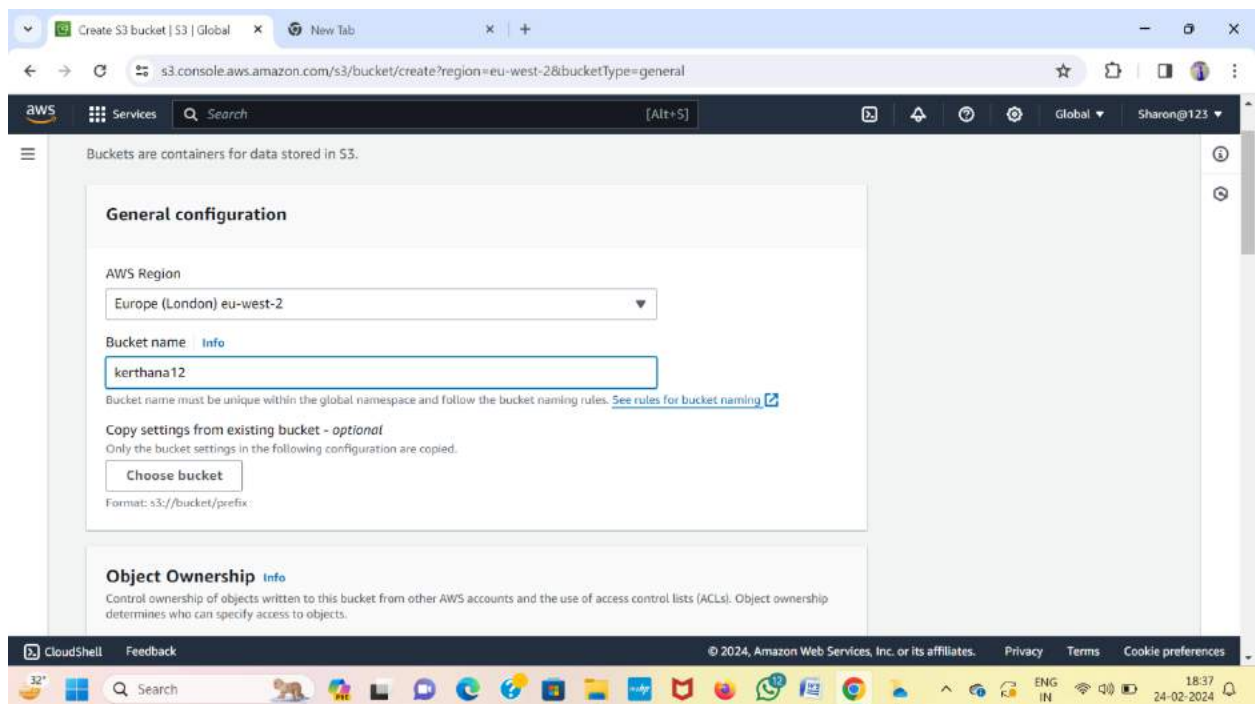 Create S3 bucket | S3 | Global
New Tab
s3.console.aws.amazon.com/s3/bucket/create?region=eu-west-2&bucketType=general
aws Services Search [Alt+S] Global Sharon@123
Buckets are containers for data stored in S3.
General configuration
AWS Region
Europe (London) eu-west-2
Bucket name Info
kerthana12
Bucket name must be unique within the global namespace and follow the bucket naming rules. See rules for bucket naming
Copy settings from existing bucket - optional
Only the bucket settings in the following configuration are copied.
Choose bucket
Format: s3://bucket/prefix
Object Ownership Info
Control ownership of objects written to this bucket from other AWS accounts and the use of access control lists (ACLs). Object ownership
determines who can specify access to objects.
CloudShell Feedback © 2024, Amazon Web Services, Inc. or its affiliates. Privacy Terms Cookie preferences
32°
Search
PRE
12
ENG
IN
18:37
24-02-2024